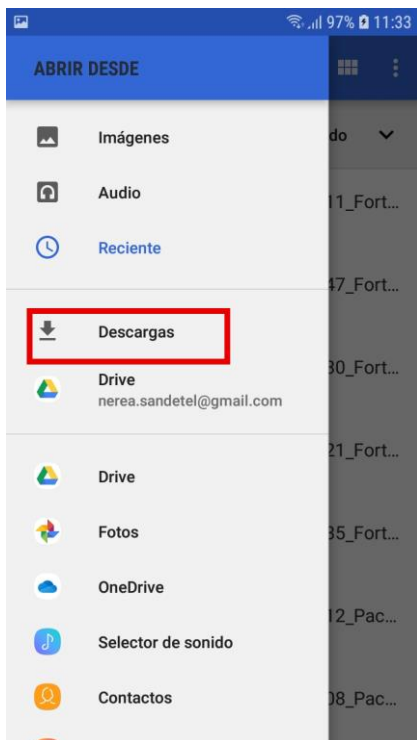 97% 11:33
ABRIR DESDE
Imágenes
do
Audio
11_Fort...
Reciente
47_Fort...
Descargas
30_Fort...
Drive
nerea.sandetel@gmail.com
21_Fort...
Drive
Fotos
35_Fort...
OneDrive
12_Pac...
Selector de sonido
Contactos
08_Pac...